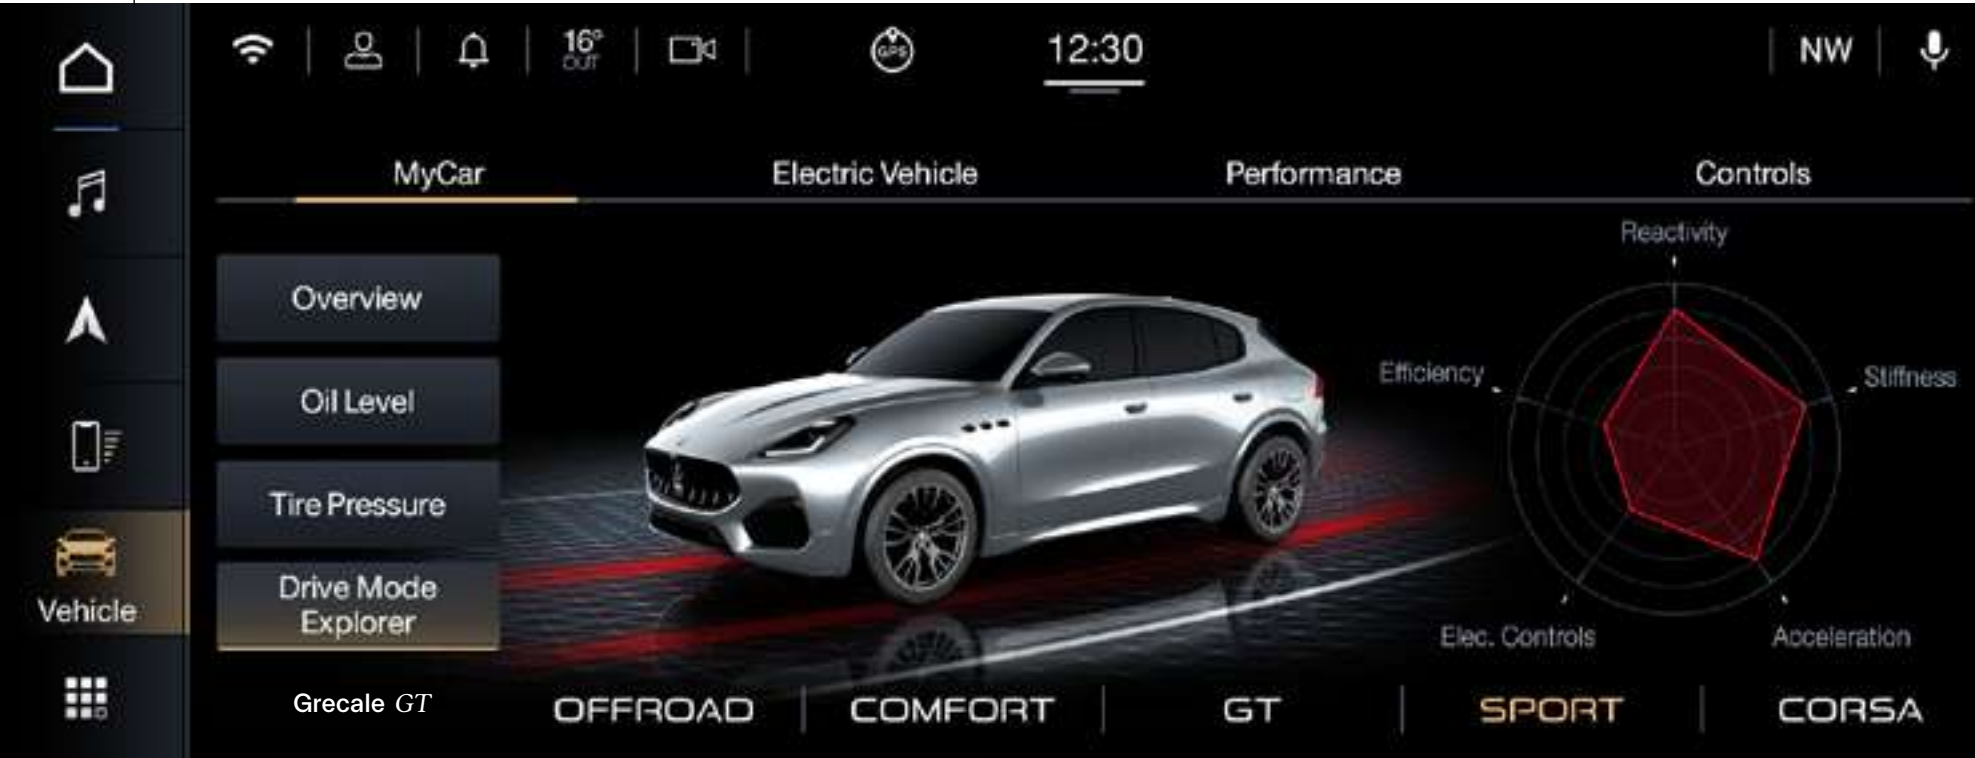 16°
OUT
GPS
12:30
NW
MyCar
Electric Vehicle
Performance
Controls
Overview
Oil Level
Tire Pressure
Drive Mode
Explorer
Reactivity
Efficiency
Stiffness
Elec. Controls
Acceleration
Vehicle
Grecale GT
OFFROAD
COMFORT
GT
SPORT
CORSA